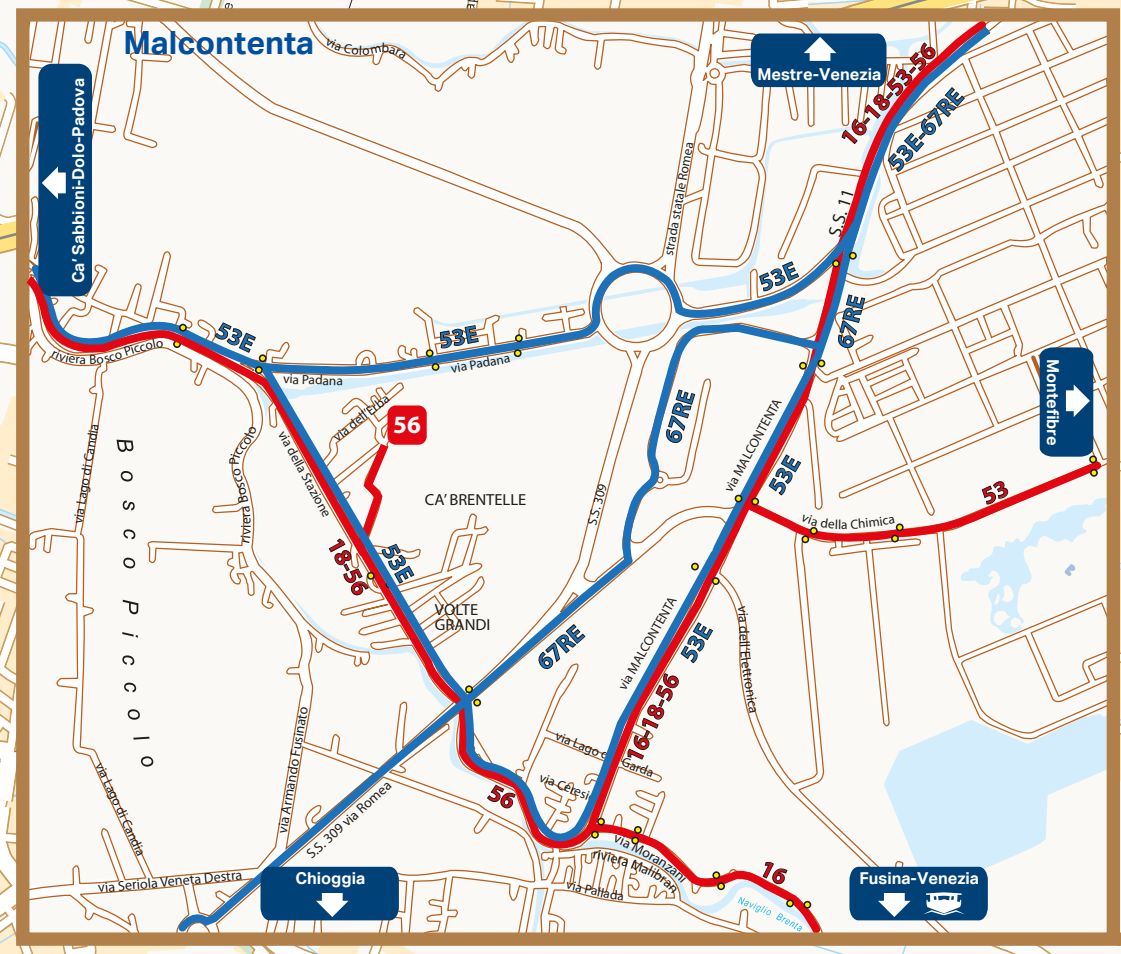 Malcontenta
via Colombara
Mestre-Venezia
16-18-53-56
53E-67RE
Ca' Sabbioni-Dolo-Padova
strada statale Romea
S.S. 11
53E
67RE
53E
53E
riviera Bosco Piccolo
via Padana
via Padana
Montefibre
via dell'Erba
56
67RE
via MALCONTENTA
53E
via Lago di Candia
Bosco Piccolo
riviera Bosco Piccolo
via della Stazione
CA' BRENTELLE
S.S. 309
53
via della Chimica
18-56
53E
VOLTE
GRANDI
67RE
via MALCONTENTA
53E
via dell'Elettronica
16-18-56
via Armando Fusinato
via Lago di Candia
via Lago di Garda
via Ceresi
56
S.S. 309 via Romea
via Moranzani
riviera Malibran
16
via Seriola Veneta Destra
Chioggia
via Pallada
Naviglio Brenta
Fusina-Venezia